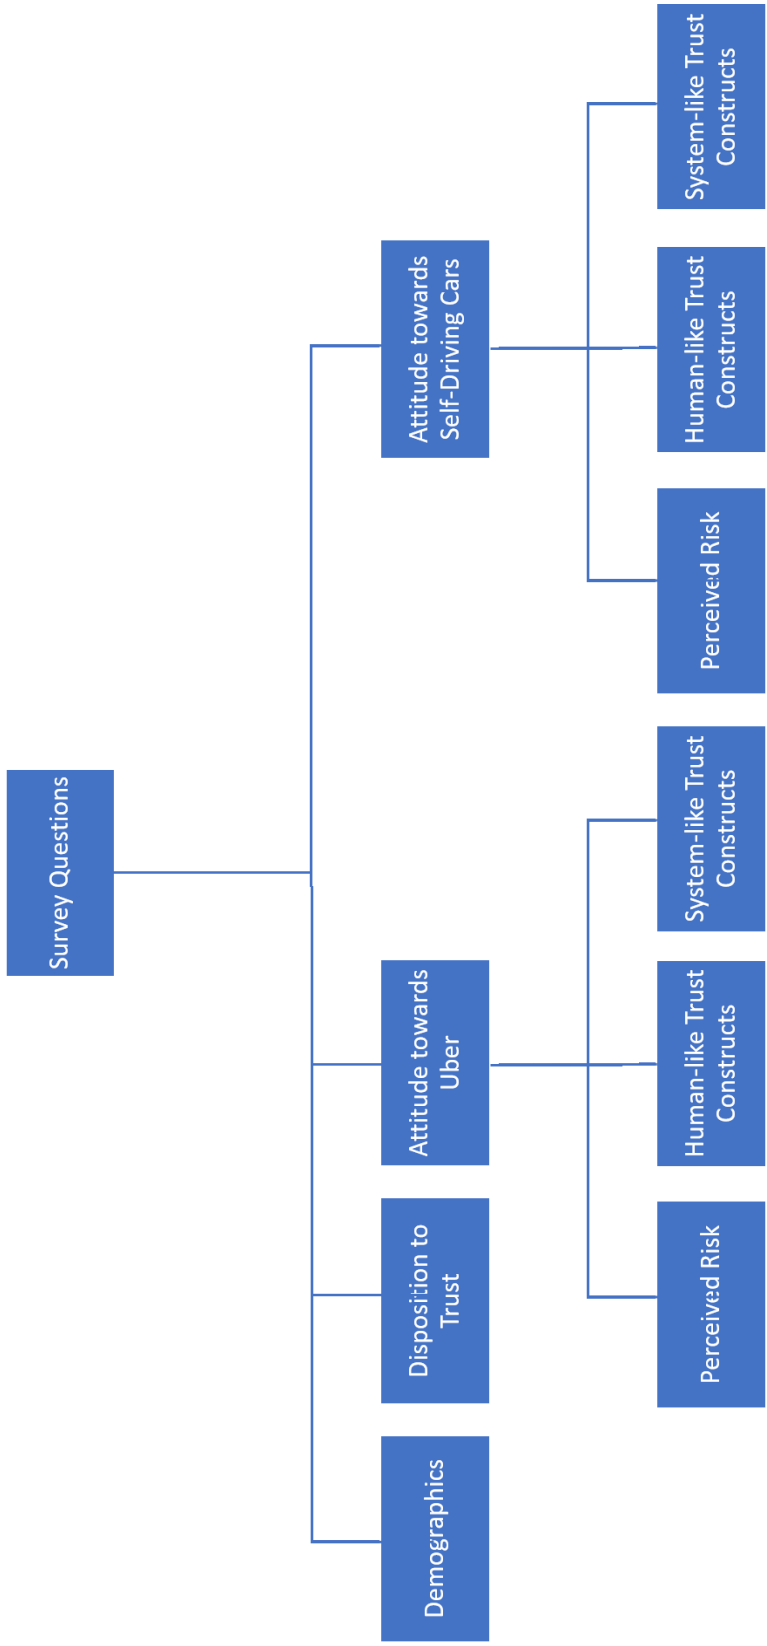 Survey Questions
Demographics
Disposition to
Trust
Attitude towards
Uber
Attitude towards
Self-Driving Cars
Perceived Risk
Human-like Trust
Constructs
System-like Trust
Constructs
Perceived Risk
Human-like Trust
Constructs
System-like Trust
Constructs